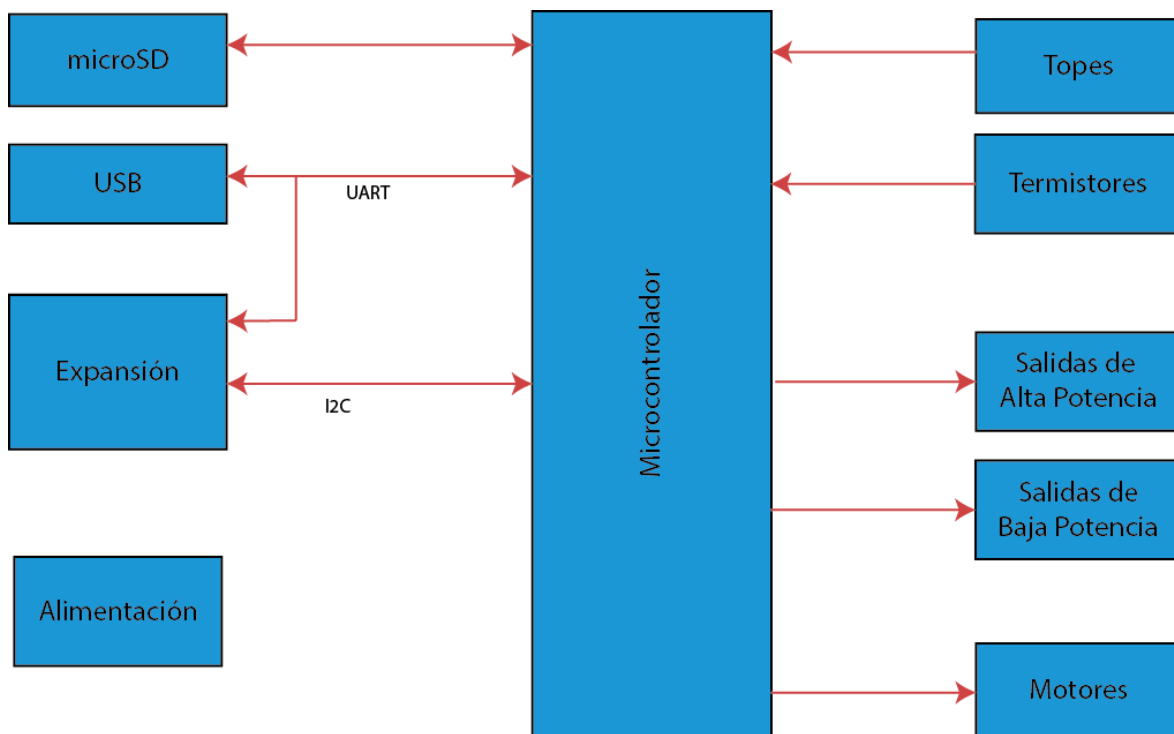 microSD
USB
UART
Expansión
I2C
Alimentación
Microcontrolador
Topes
Termistores
Salidas de
Alta Potencia
Salidas de
Baja Potencia
Motores